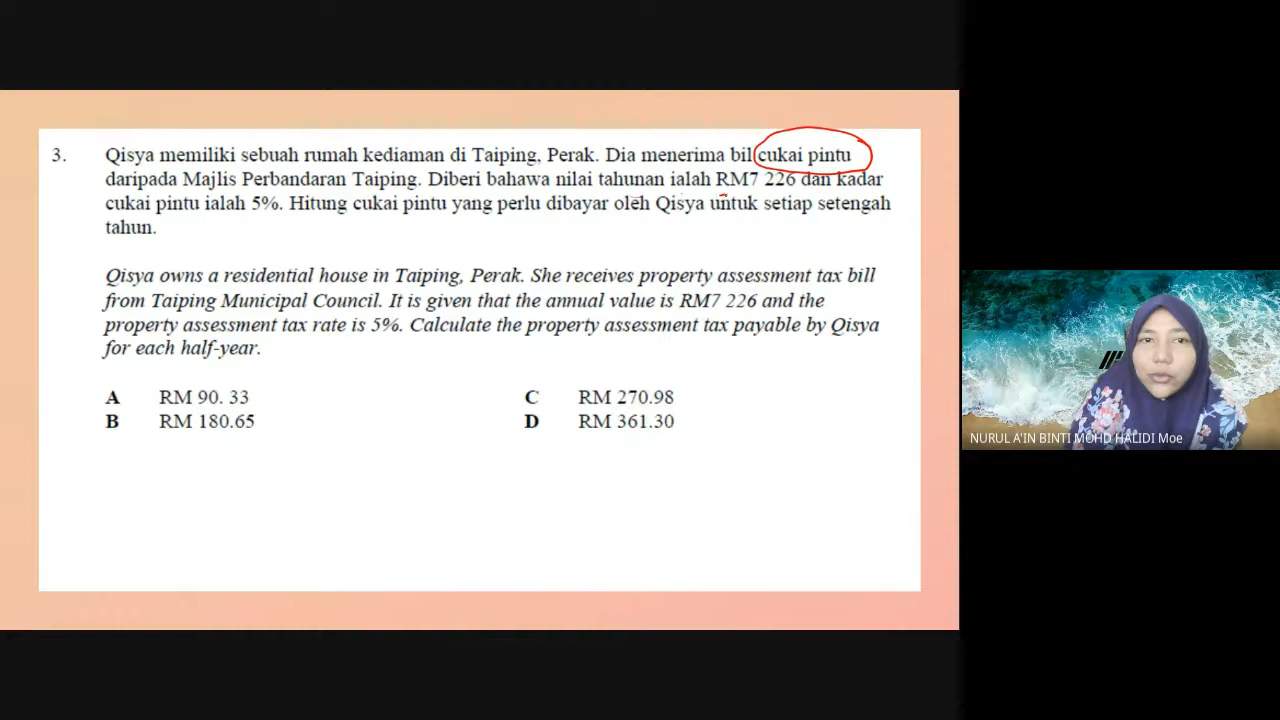 3. Qisya memiliki sebuah rumah kediaman di Taiping, Perak. Dia menerima bil cukai pintu
daripada Majlis Perbandaran Taiping. Diberi bahawa nilai tahunan ialah RM7 226 dan kadar
cukai pintu ialah 5%. Hitung cukai pintu yang perlu dibayar oleh Qisya untuk setiap setengah
tahun.
Qisya owns a residential house in Taiping, Perak. She receives property assessment tax bill
from Taiping Municipal Council. It is given that the annual value is RM7 226 and the
property assessment tax rate is 5%. Calculate the property assessment tax payable by Qisya
for each half-year.
A RM 90. 33 C RM 270.98
B RM 180.65 D RM 361.30
NURUL A'IN BINTI MOHD HALIDI Moe